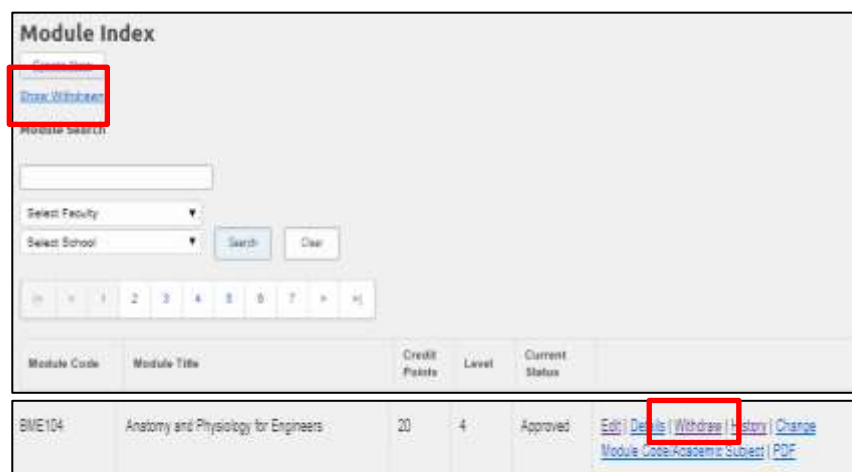 Module Index
Create New
Show Withdrawn
Module Search
Select Faculty
Select School
Search Clear
1 2 3 4 5 6 7 > >|
Module Code Module Title Credit Points Level Current Status
BME104 Anatomy and Physiology for Engineers 20 4 Approved Edit | Details | Withdraw | History | Change
Module Code/Academic Subject | PDF